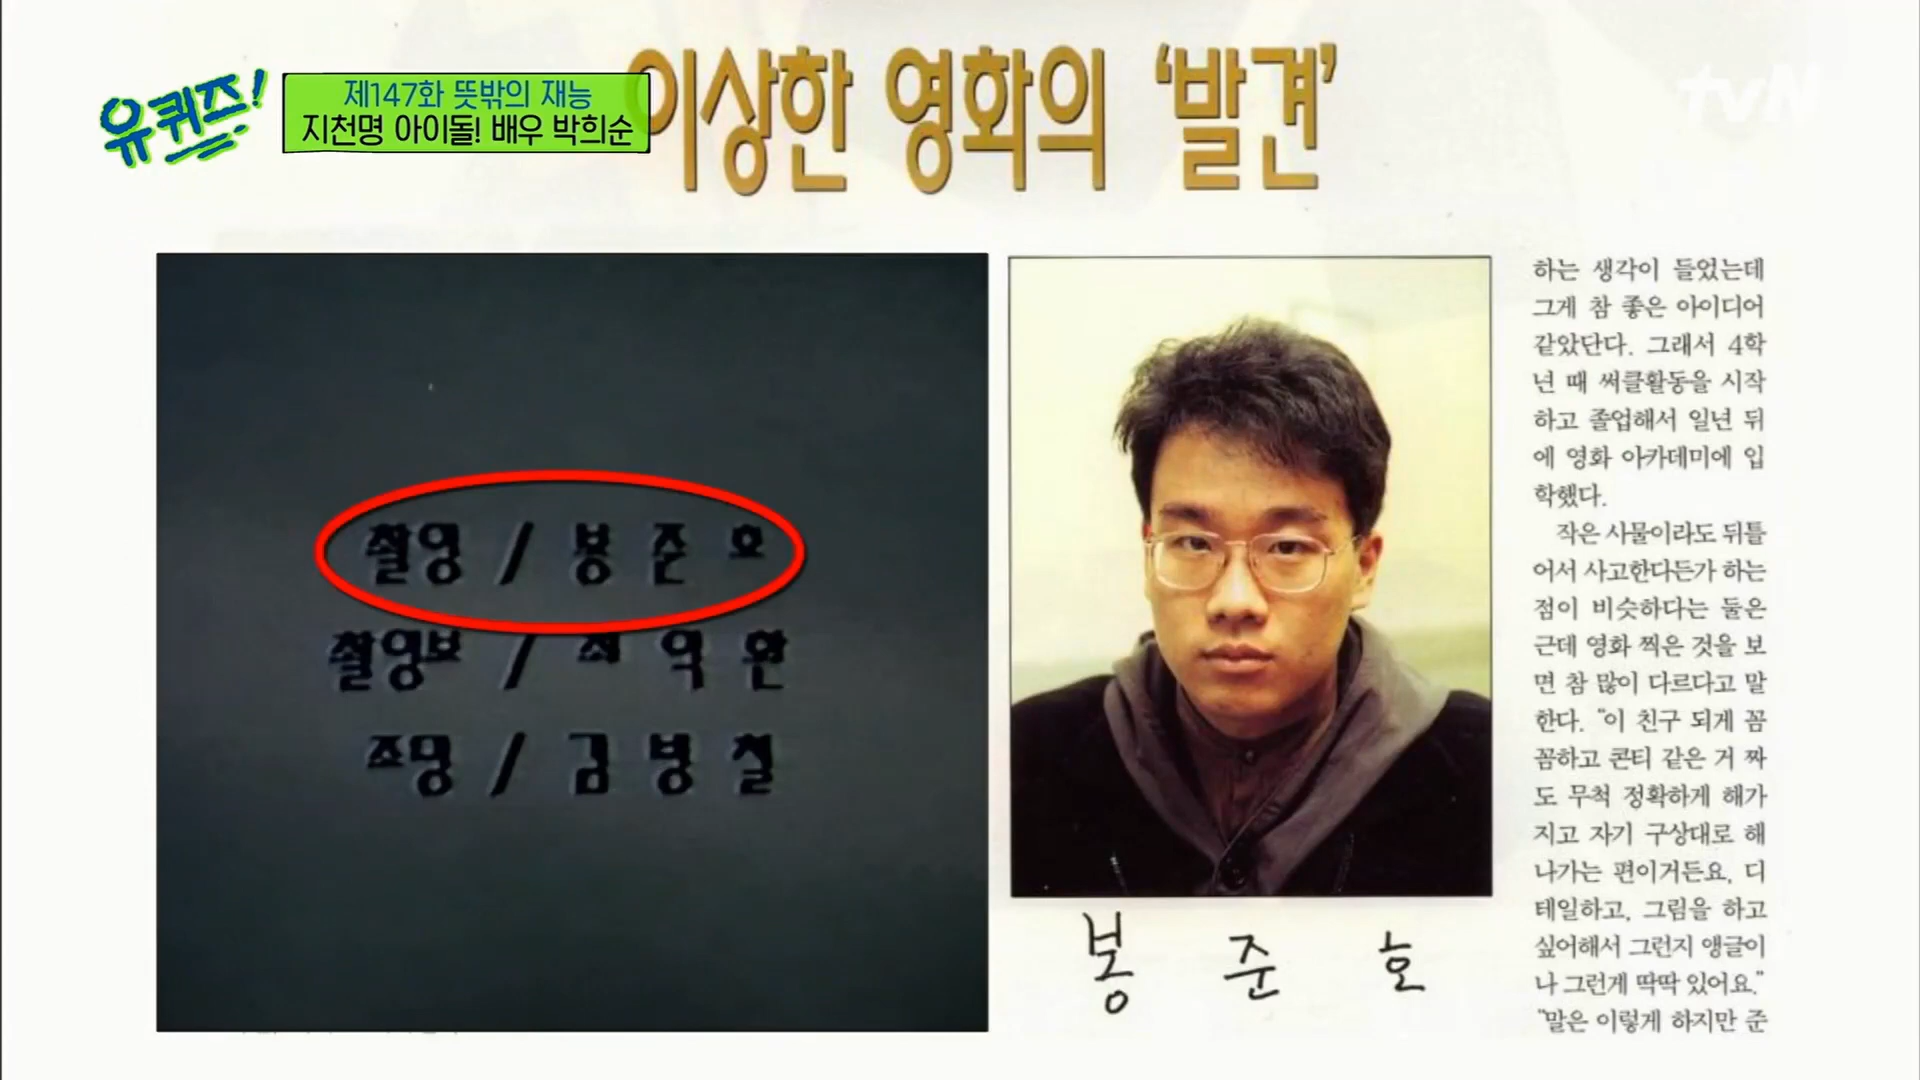 유퀴즈!
제147화 뜻밖의 재능
지천명 아이돌! 배우 박희순
이상한 영화의 ‘발견’
tvN
촬영 / 봉준호
촬영보 / 최익환
조명 / 김병철
봉 준 호
하는 생각이 들었는데
그게 참 좋은 아이디어
같았단다. 그래서 4학
년 때 써클활동을 시작
하고 졸업해서 일년 뒤
에 영화 아카데미에 입
학했다.
작은 사물이라도 뒤틀
어서 사고한다든가 하는
점이 비슷하다는 둘은
근데 영화 찍은 것을 보
면 참 많이 다르다고 말
한다. “이 친구 되게 꼼
꼼하고 콘티 같은 거 짜
도 무척 정확하게 해가
지고 자기 구상대로 해
나가는 편이거든요, 디
테일하고, 그림을 하고
싶어해서 그런지 앵글이
나 그런게 딱딱 있어요.”
“말은 이렇게 하지만 준